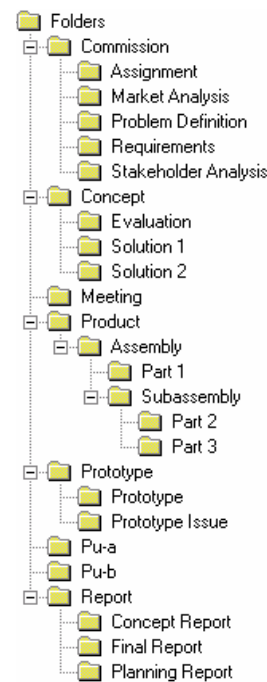 Folders
Commission
Assignment
Market Analysis
Problem Definition
Requirements
Stakeholder Analysis
Concept
Evaluation
Solution 1
Solution 2
Meeting
Product
Assembly
Part 1
Subassembly
Part 2
Part 3
Prototype
Prototype
Prototype Issue
Pu-a
Pu-b
Report
Concept Report
Final Report
Planning Report